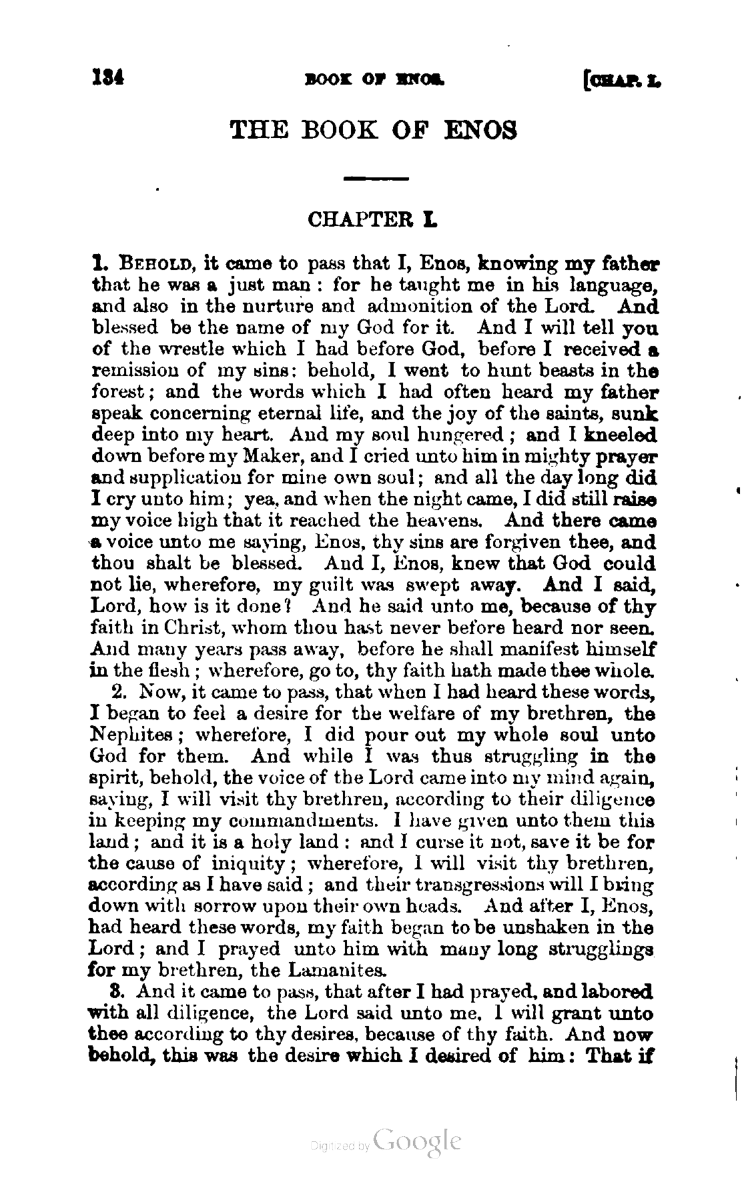 134 BOOK OF ENOS. [CHAP. I.
THE BOOK OF ENOS
CHAPTER I.
1. BEHOLD, it came to pass that I, Enos, knowing my father
that he was a just man : for he taught me in his language,
and also in the nurture and admonition of the Lord. And
blessed be the name of my God for it. And I will tell you
of the wrestle which I had before God, before I received a
remission of my sins: behold, I went to hunt beasts in the
forest; and the words which I had often heard my father
speak concerning eternal life, and the joy of the saints, sunk
deep into my heart. And my soul hungered ; and I kneeled
down before my Maker, and I cried unto him in mighty prayer
and supplication for mine own soul; and all the day long did
I cry unto him; yea, and when the night came, I did still raise
my voice high that it reached the heavens. And there came
a voice unto me saying, Enos, thy sins are forgiven thee, and
thou shalt be blessed. And I, Enos, knew that God could
not lie, wherefore, my guilt was swept away. And I said,
Lord, how is it done? And he said unto me, because of thy
faith in Christ, whom thou hast never before heard nor seen.
And many years pass away, before he shall manifest himself
in the flesh ; wherefore, go to, thy faith hath made thee whole.
2. Now, it came to pass, that when I had heard these words,
I began to feel a desire for the welfare of my brethren, the
Nephites ; wherefore, I did pour out my whole soul unto
God for them. And while I was thus struggling in the
spirit, behold, the voice of the Lord came into my mind again,
saying, I will visit thy brethren, according to their diligence
in keeping my commandments. I have given unto them this
land ; and it is a holy land : and I curse it not, save it be for
the cause of iniquity ; wherefore, I will visit thy brethren,
according as I have said ; and their transgressions will I bring
down with sorrow upon their own heads. And after I, Enos,
had heard these words, my faith began to be unshaken in the
Lord ; and I prayed unto him with many long strugglings
for my brethren, the Lamanites.
3. And it came to pass, that after I had prayed, and labored
with all diligence, the Lord said unto me, I will grant unto
thee according to thy desires, because of thy faith. And now
behold, this was the desire which I desired of him : That if
Digitized by Google